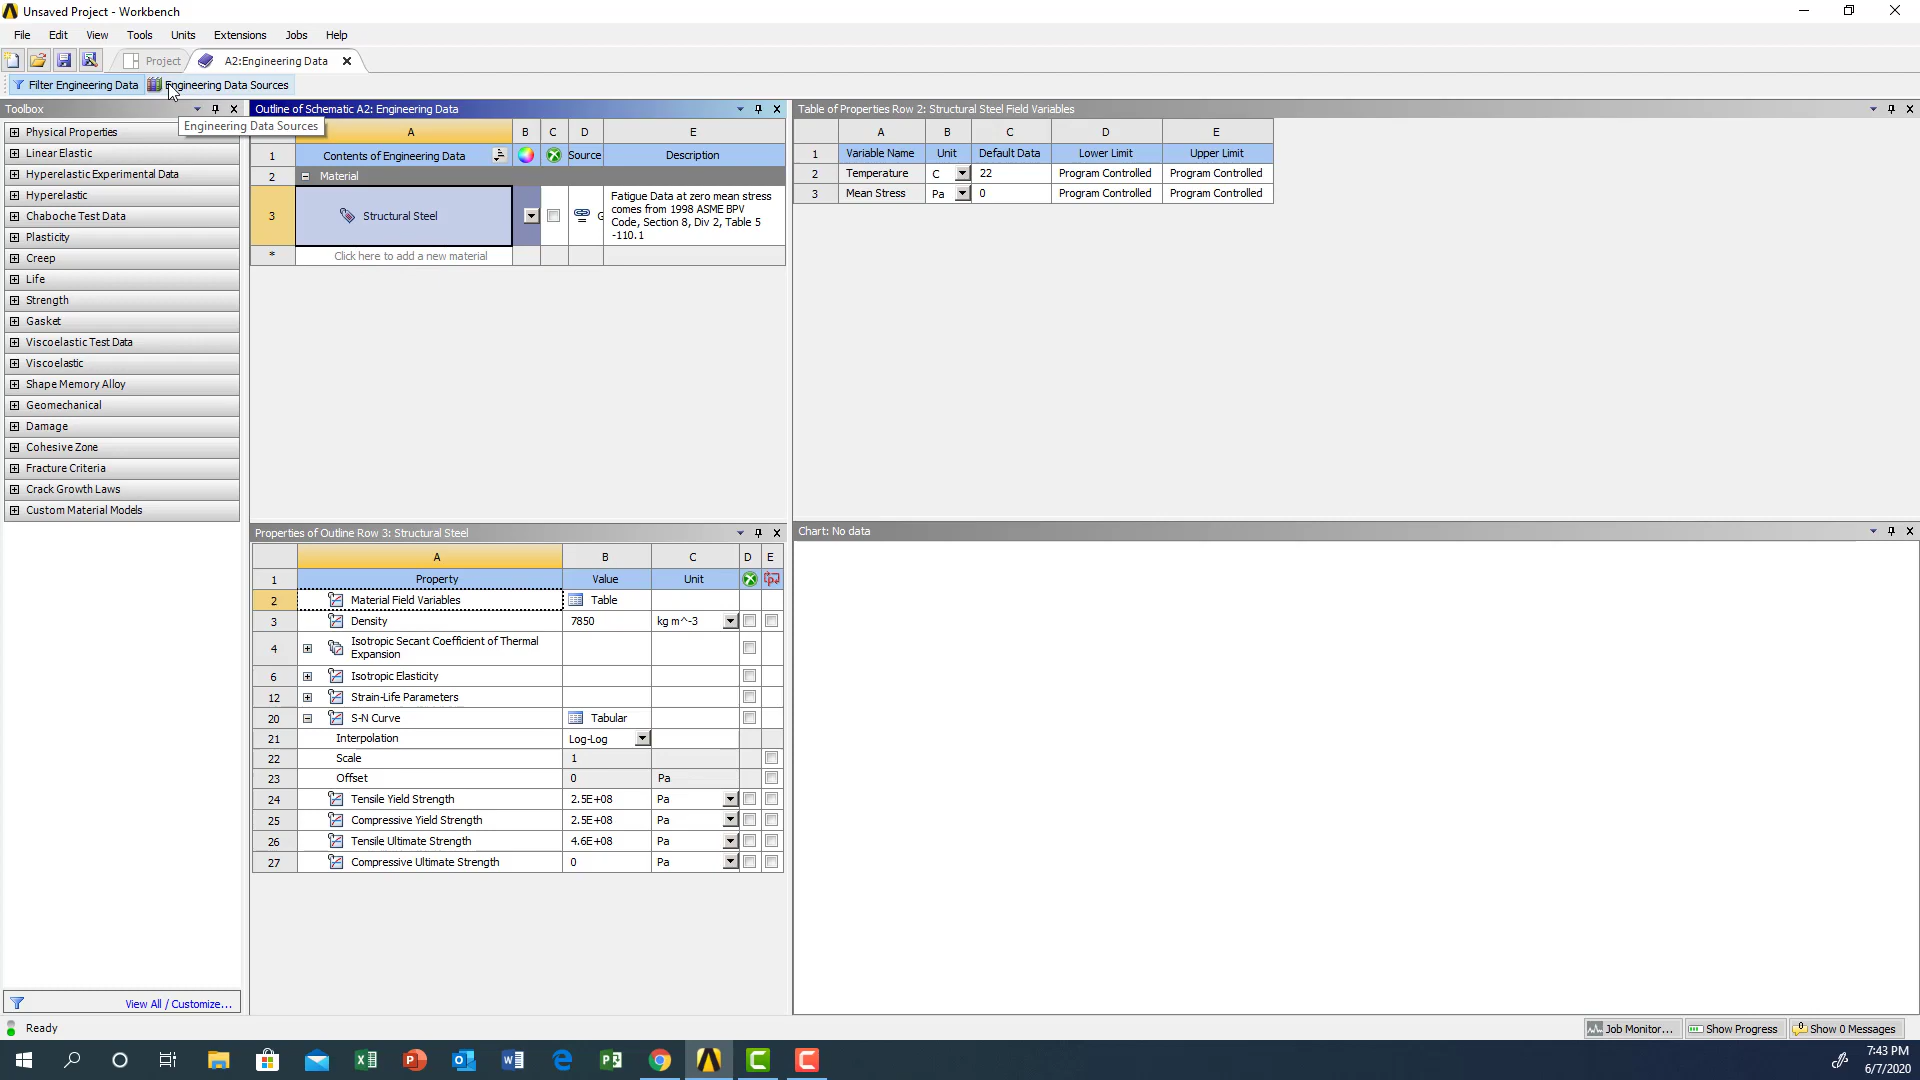 Unsaved Project - Workbench
File Edit View Tools Units Extensions Jobs Help
Project A2:Engineering Data
Filter Engineering Data Engineering Data Sources
Toolbox
Engineering Data Sources
Physical Properties
Linear Elastic
Hyperelastic Experimental Data
Hyperelastic
Chaboche Test Data
Plasticity
Creep
Life
Strength
Gasket
Viscoelastic Test Data
Viscoelastic
Shape Memory Alloy
Geomechanical
Damage
Cohesive Zone
Fracture Criteria
Crack Growth Laws
Custom Material Models
View All / Customize...
Outline of Schematic A2: Engineering Data
A B C D E
1 Contents of Engineering Data Source Description
2 Material
3 Structural Steel G Fatigue Data at zero mean stress
comes from 1998 ASME BPV
Code, Section 8, Div 2, Table 5
-110.1
* Click here to add a new material
Properties of Outline Row 3: Structural Steel
A B C D E
1 Property Value Unit
2 Material Field Variables Table
3 Density 7850 kg m^-3
4 Isotropic Secant Coefficient of Thermal
Expansion
6 Isotropic Elasticity
12 Strain-Life Parameters
20 S-N Curve Tabular
21 Interpolation Log-Log
22 Scale 1
23 Offset 0 Pa
24 Tensile Yield Strength 2.5E+08 Pa
25 Compressive Yield Strength 2.5E+08 Pa
26 Tensile Ultimate Strength 4.6E+08 Pa
27 Compressive Ultimate Strength 0 Pa
Table of Properties Row 2: Structural Steel Field Variables
A B C D E
1 Variable Name Unit Default Data Lower Limit Upper Limit
2 Temperature C 22 Program Controlled Program Controlled
3 Mean Stress Pa 0 Program Controlled Program Controlled
Chart: No data
Ready
Job Monitor... Show Progress Show 0 Messages
7:43 PM
6/7/2020